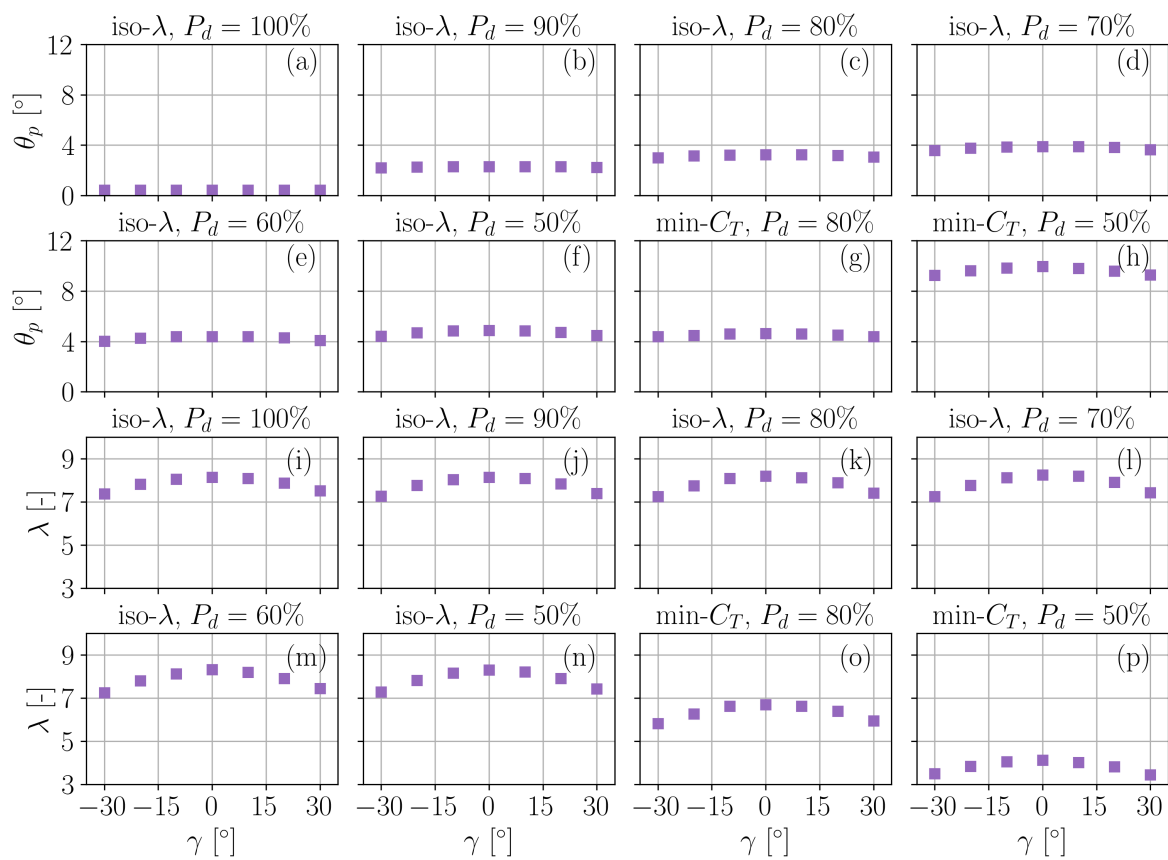 iso-λ, P_d = 100% iso-λ, P_d = 90% iso-λ, P_d = 80% iso-λ, P_d = 70%
12 (a) (b) (c) (d)
8
θ_p [°]
4
0
iso-λ, P_d = 60% iso-λ, P_d = 50% min-C_T, P_d = 80% min-C_T, P_d = 50%
12 (e) (f) (g) (h)
8
θ_p [°]
4
0
iso-λ, P_d = 100% iso-λ, P_d = 90% iso-λ, P_d = 80% iso-λ, P_d = 70%
9 (i) (j) (k) (l)
7
λ [-]
5
3
iso-λ, P_d = 60% iso-λ, P_d = 50% min-C_T, P_d = 80% min-C_T, P_d = 50%
9 (m) (n) (o) (p)
7
λ [-]
5
3
−30 −15 0 15 30 −30 −15 0 15 30 −30 −15 0 15 30 −30 −15 0 15 30
γ [°] γ [°] γ [°] γ [°]